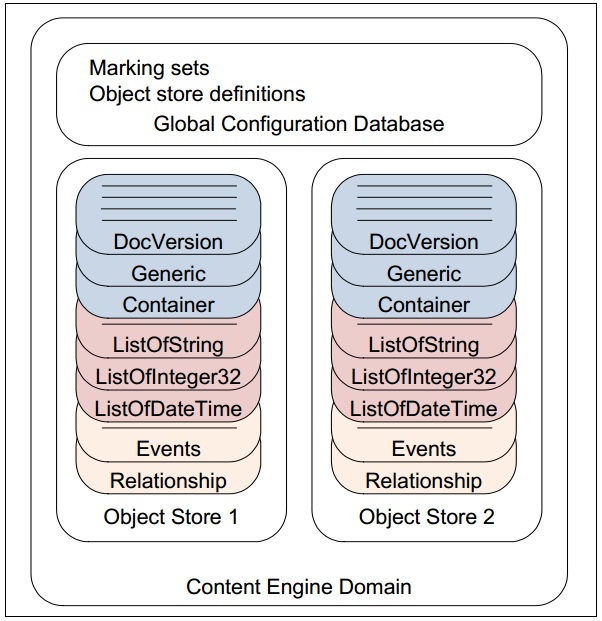 Marking sets
Object store definitions
Global Configuration Database
DocVersion
Generic
Container
ListOfString
ListOfInteger32
ListOfDateTime
Events
Relationship
Object Store 1
DocVersion
Generic
Container
ListOfString
ListOfInteger32
ListOfDateTime
Events
Relationship
Object Store 2
Content Engine Domain